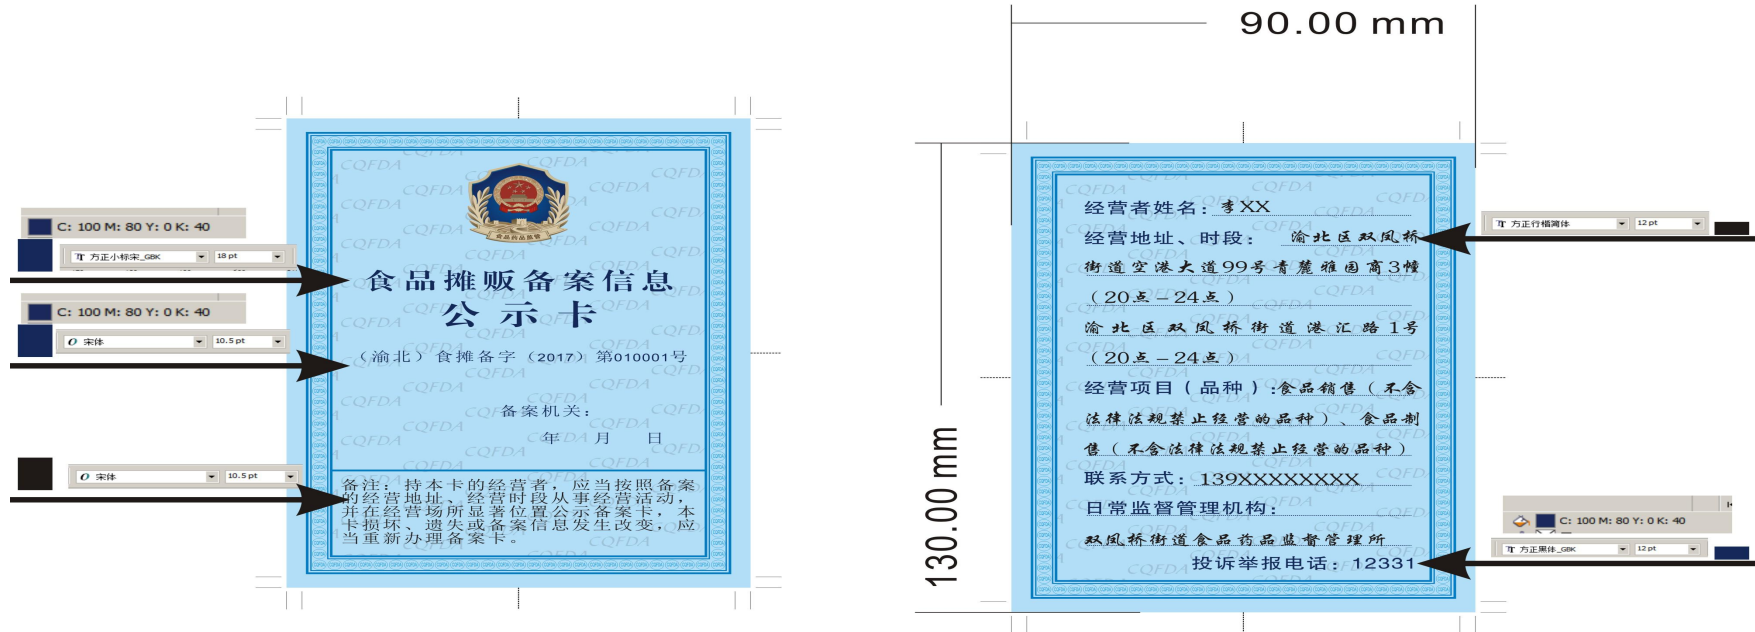 90.00 mm
130.00 mm
C: 100 M: 80 Y: 0 K: 40
方正小标宋_GBK 18 pt
C: 100 M: 80 Y: 0 K: 40
宋体 10.5 pt
宋体 10.5 pt
食品药品监管
食品摊贩备案信息
公示卡
（渝北）食摊备字（2017）第010001号
备案机关：
年 月 日
备注：持本卡的经营者，应当按照备案
的经营地址、经营时段从事经营活动，
并在经营场所显著位置公示备案卡，本
卡损坏、遗失或备案信息发生改变，应
当重新办理备案卡。
CQFDA
经营者姓名：李XX
经营地址、时段： 渝北区双凤桥
街道空港大道99号青麓雅园商3幢
（20点－24点）
渝北区双凤桥街道港汇路1号
（20点－24点）
经营项目（品种）:食品销售（不含
法律法规禁止经营的品种）、食品制
售（不含法律法规禁止经营的品种）
联系方式：139XXXXXXXX
日常监督管理机构：
双凤桥街道食品药品监督管理所
投诉举报电话：12331
方正行楷简体 12 pt
C: 100 M: 80 Y: 0 K: 40
方正黑体_GBK 12 pt